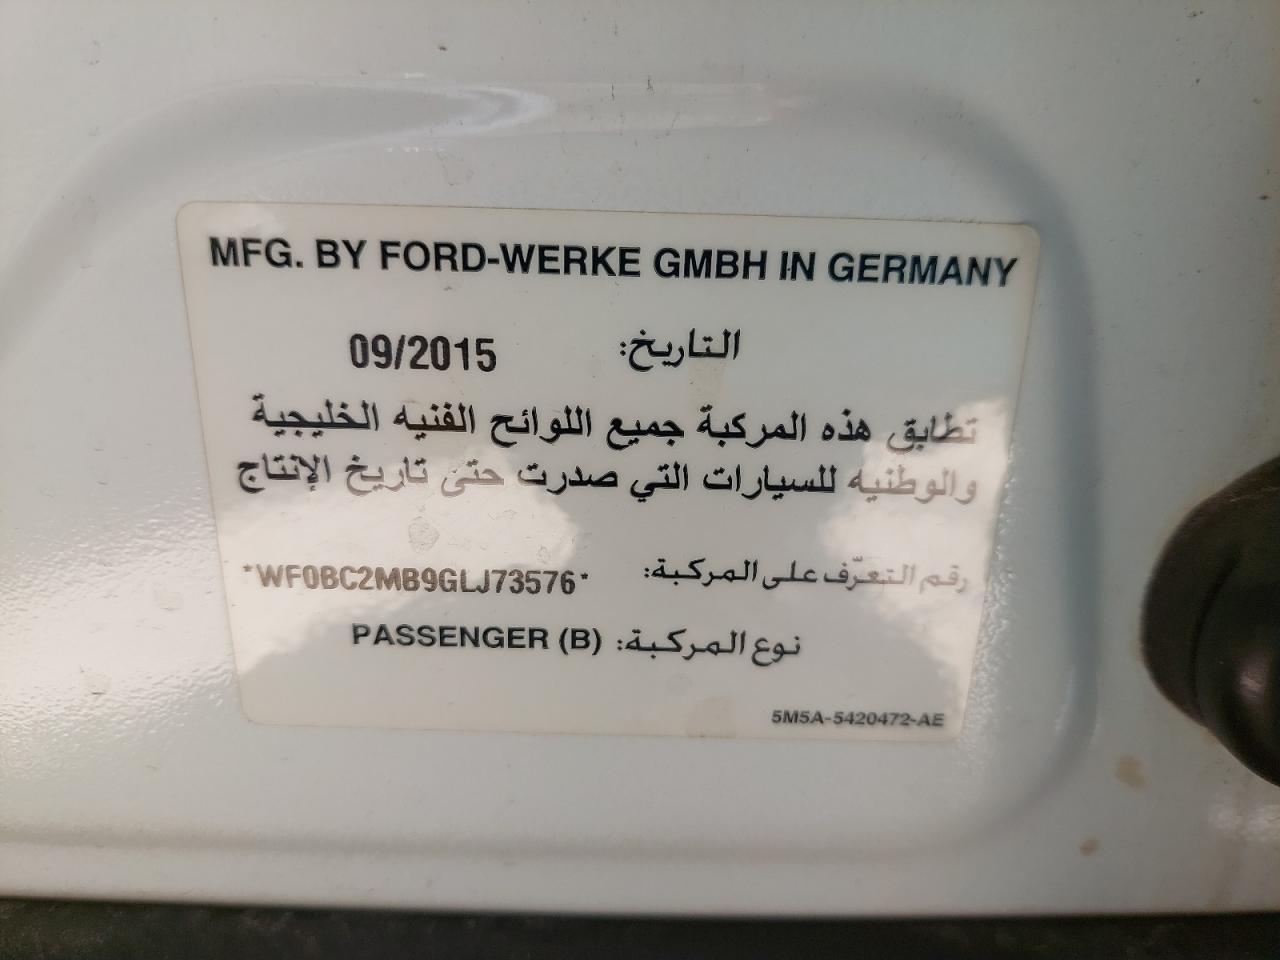 MFG. BY FORD-WERKE GMBH IN GERMANY
التاريخ: 09/2015
تطابق هذه المركبة جميع اللوائح الفنيه الخليجية
والوطنيه للسيارات التي صدرت حتى تاريخ الإنتاج
رقم التعرّف على المركبة: *WF0BC2MB9GLJ73576*
نوع المركبة: PASSENGER (B)
5M5A-5420472-AE